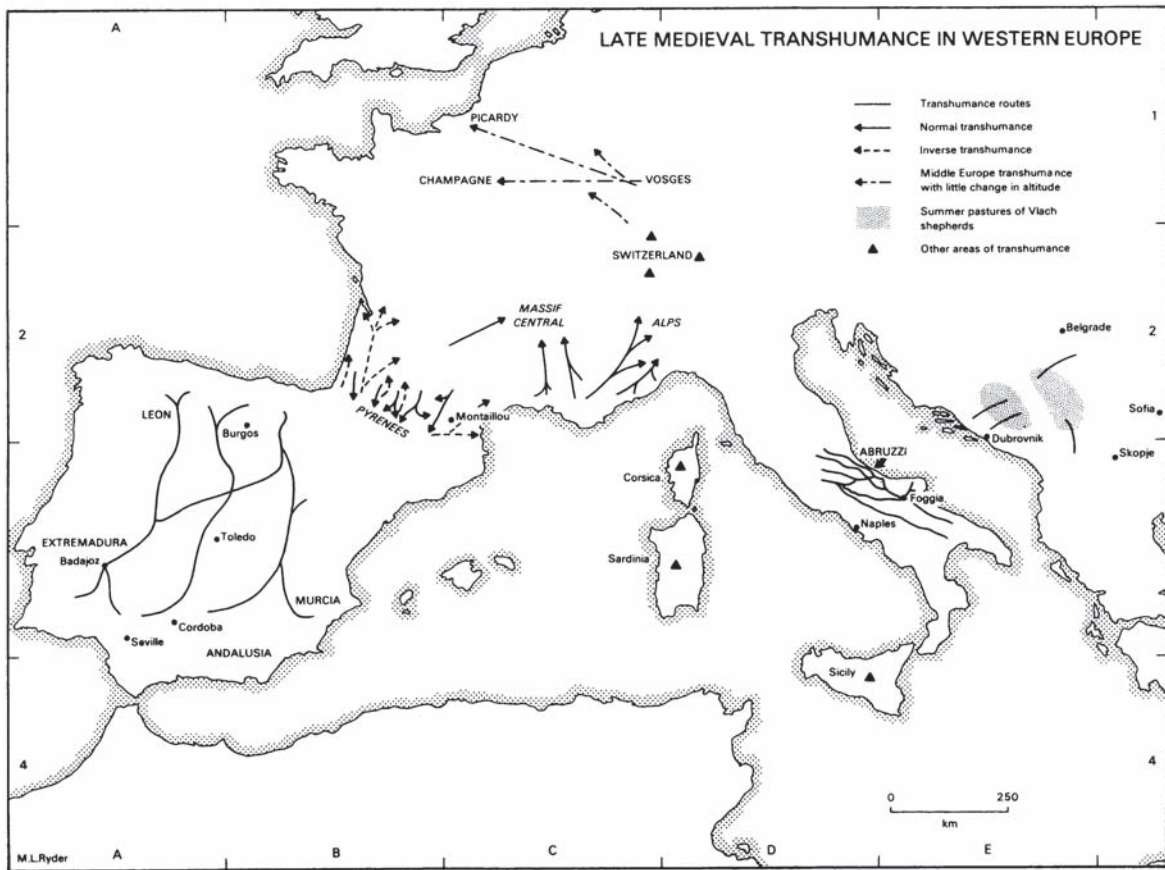 A
LATE MEDIEVAL TRANSHUMANCE IN WESTERN EUROPE
Transhumance routes
Normal transhumance
Inverse transhumance
Middle Europe transhumance
with little change in altitude
Summer pastures of Vlach
shepherds
Other areas of transhumance
1
PICARDY
CHAMPAGNE
VOSGES
SWITZERLAND
MASSIF
CENTRAL
ALPS
2
2
Belgrade
LEON
Burgos
PYRENEES
Montaillou
Sofia
Dubrovnik
Skopje
ABRUZZI
Corsica
Foggia
EXTREMADURA
Toledo
Naples
Badajoz
Sardinia
MURCIA
Cordoba
Seville
ANDALUSIA
Sicily
4
4
0
250
km
M.L.Ryder
A
B
C
D
E